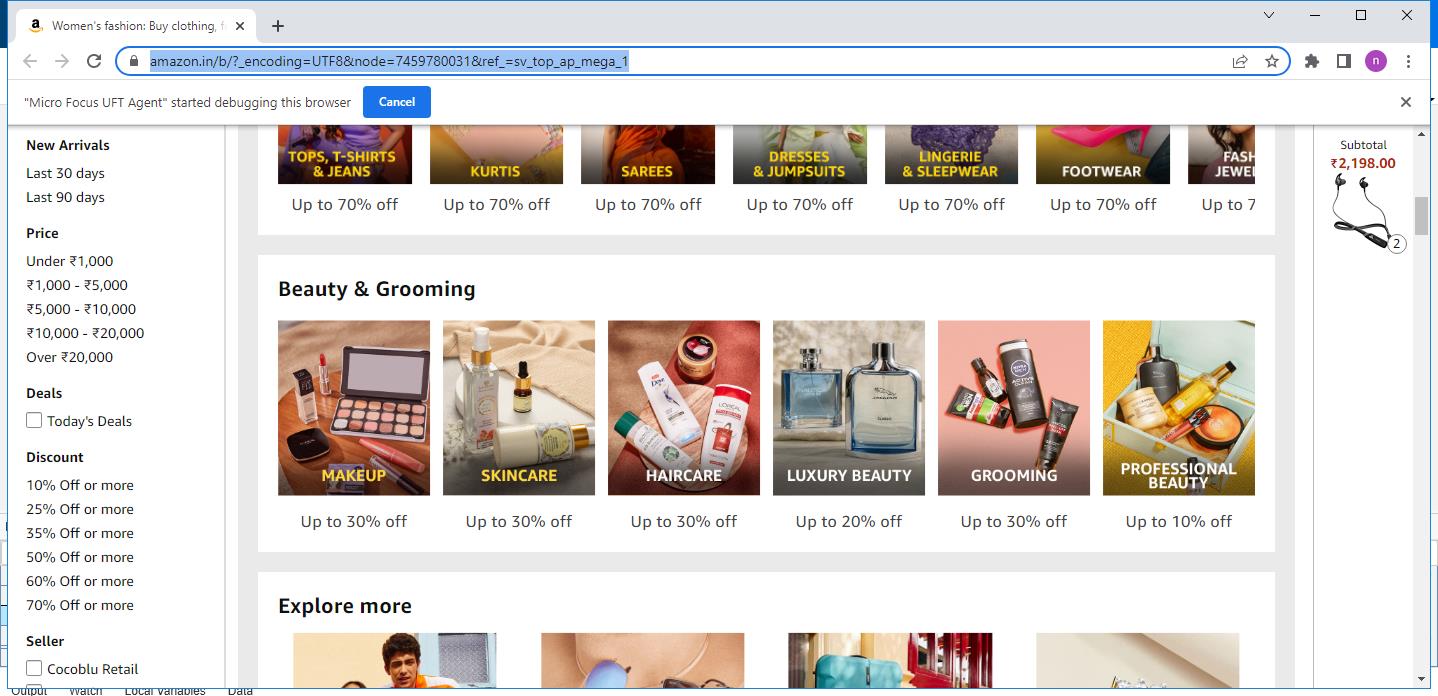 Women's fashion: Buy clothing, f
amazon.in/b/?_encoding=UTF8&node=7459780031&ref_=sv_top_ap_mega_1
n
"Micro Focus UFT Agent" started debugging this browser
Cancel
New Arrivals
Last 30 days
Last 90 days
Price
Under ₹1,000
₹1,000 - ₹5,000
₹5,000 - ₹10,000
₹10,000 - ₹20,000
Over ₹20,000
Deals
Today's Deals
Discount
10% Off or more
25% Off or more
35% Off or more
50% Off or more
60% Off or more
70% Off or more
Seller
Cocoblu Retail
TOPS, T-SHIRTS
& JEANS
KURTIS
SAREES
DRESSES
& JUMPSUITS
LINGERIE
& SLEEPWEAR
FOOTWEAR
FASH
JEWEL
Up to 70% off
Up to 70% off
Up to 70% off
Up to 70% off
Up to 70% off
Up to 70% off
Up to 7
Beauty & Grooming
MAKEUP
SKINCARE
Dove
L'OREAL
HAIRCARE
JAGUAR
CLASSIC
LUXURY BEAUTY
NIVEA
ACTIVE
GROOMING
PROFESSIONAL
BEAUTY
Up to 30% off
Up to 30% off
Up to 30% off
Up to 20% off
Up to 30% off
Up to 10% off
Explore more
Subtotal
₹2,198.00
2
Output
Watch
Local Variables
Data